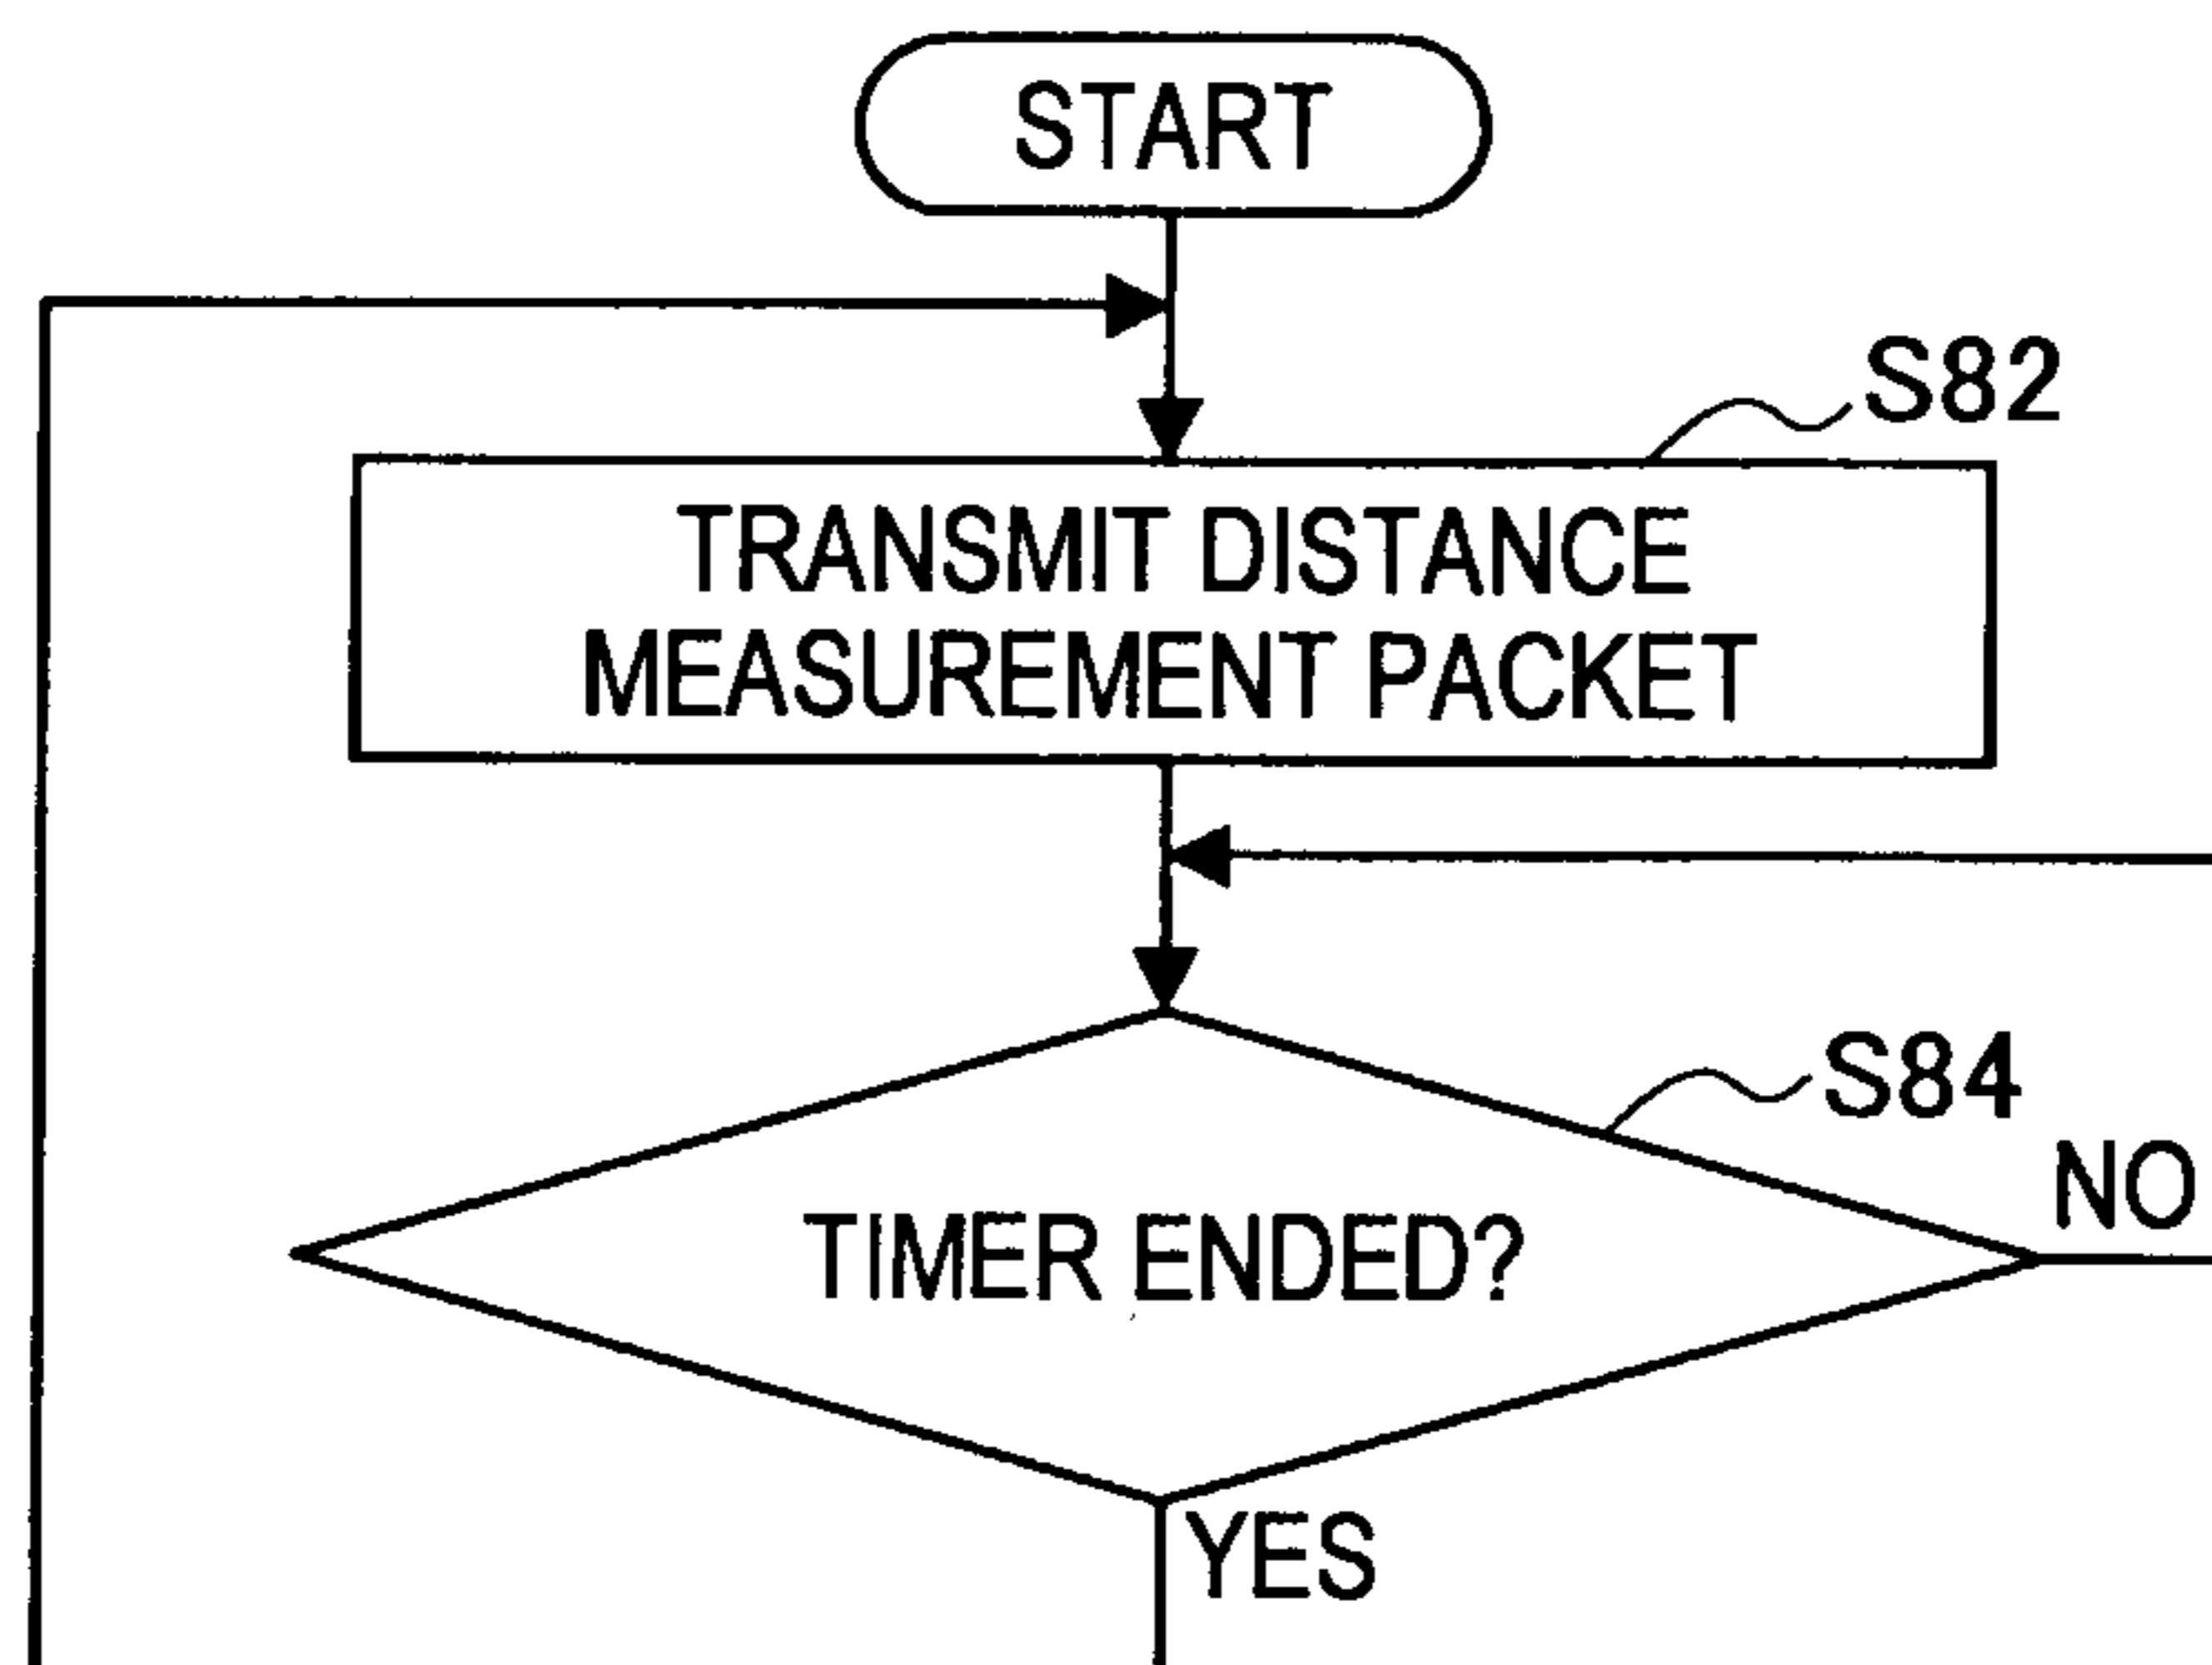 START
S82
TRANSMIT DISTANCE
MEASUREMENT PACKET
S84
NO
TIMER ENDED?
YES